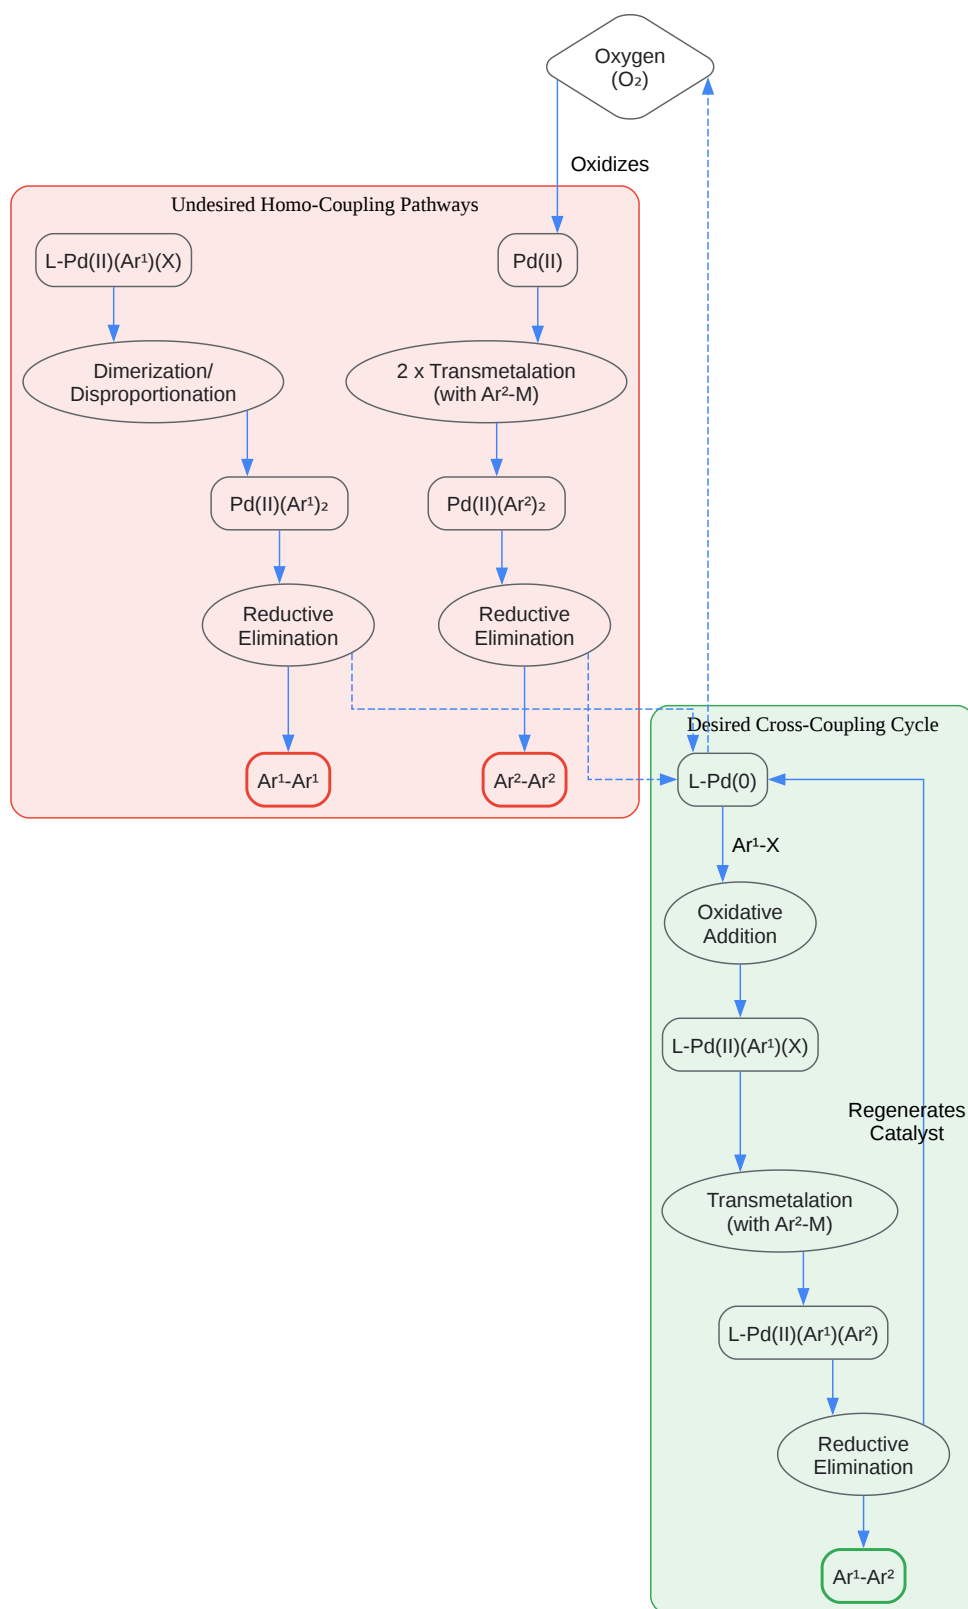 Oxygen
(O₂)
Oxidizes
Undesired Homo-Coupling Pathways
L-Pd(II)(Ar¹)(X)
Pd(II)
Dimerization/
Disproportionation
2 x Transmetalation
(with Ar²-M)
Pd(II)(Ar¹)₂
Pd(II)(Ar²)₂
Reductive
Elimination
Reductive
Elimination
Ar¹-Ar¹
Ar²-Ar²
Desired Cross-Coupling Cycle
L-Pd(0)
Ar¹-X
Oxidative
Addition
L-Pd(II)(Ar¹)(X)
Regenerates
Catalyst
Transmetalation
(with Ar²-M)
L-Pd(II)(Ar¹)(Ar²)
Reductive
Elimination
Ar¹-Ar²